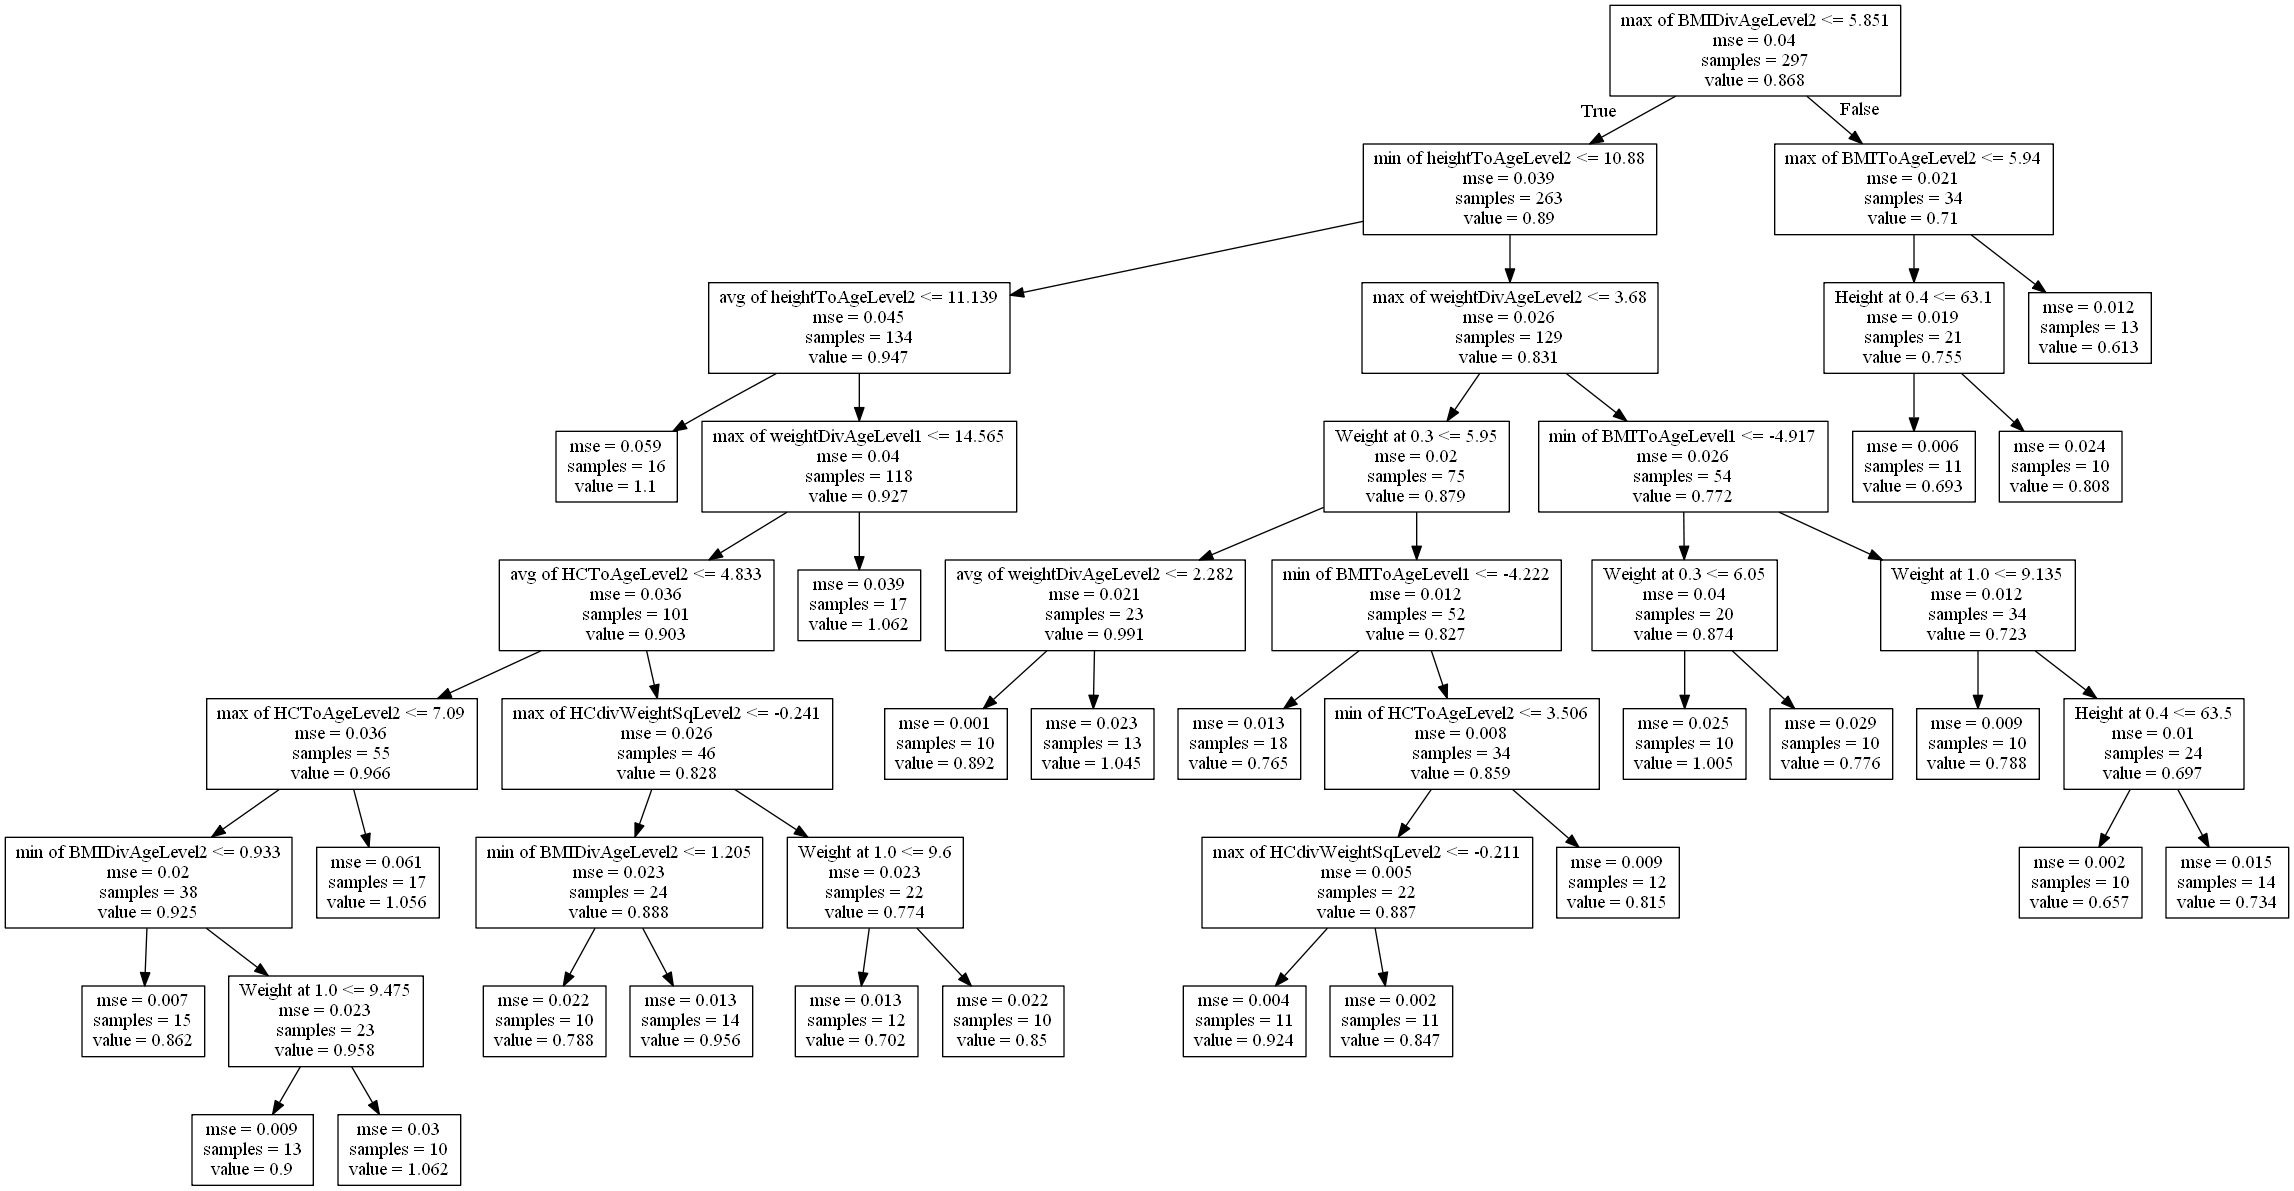 max of BMIDivAgeLevel2 <= 5.851
mse = 0.04
samples = 297
value = 0.868
True
False
min of heightToAgeLevel2 <= 10.88
mse = 0.039
samples = 263
value = 0.89
max of BMIToAgeLevel2 <= 5.94
mse = 0.021
samples = 34
value = 0.71
avg of heightToAgeLevel2 <= 11.139
mse = 0.045
samples = 134
value = 0.947
max of weightDivAgeLevel2 <= 3.68
mse = 0.026
samples = 129
value = 0.831
Height at 0.4 <= 63.1
mse = 0.019
samples = 21
value = 0.755
mse = 0.012
samples = 13
value = 0.613
mse = 0.059
samples = 16
value = 1.1
max of weightDivAgeLevel1 <= 14.565
mse = 0.04
samples = 118
value = 0.927
Weight at 0.3 <= 5.95
mse = 0.02
samples = 75
value = 0.879
min of BMIToAgeLevel1 <= -4.917
mse = 0.026
samples = 54
value = 0.772
mse = 0.006
samples = 11
value = 0.693
mse = 0.024
samples = 10
value = 0.808
avg of HCToAgeLevel2 <= 4.833
mse = 0.036
samples = 101
value = 0.903
mse = 0.039
samples = 17
value = 1.062
avg of weightDivAgeLevel2 <= 2.282
mse = 0.021
samples = 23
value = 0.991
min of BMIToAgeLevel1 <= -4.222
mse = 0.012
samples = 52
value = 0.827
Weight at 0.3 <= 6.05
mse = 0.04
samples = 20
value = 0.874
Weight at 1.0 <= 9.135
mse = 0.012
samples = 34
value = 0.723
max of HCToAgeLevel2 <= 7.09
mse = 0.036
samples = 55
value = 0.966
max of HCdivWeightSqLevel2 <= -0.241
mse = 0.026
samples = 46
value = 0.828
mse = 0.001
samples = 10
value = 0.892
mse = 0.023
samples = 13
value = 1.045
mse = 0.013
samples = 18
value = 0.765
min of HCToAgeLevel2 <= 3.506
mse = 0.008
samples = 34
value = 0.859
mse = 0.025
samples = 10
value = 1.005
mse = 0.029
samples = 10
value = 0.776
mse = 0.009
samples = 10
value = 0.788
Height at 0.4 <= 63.5
mse = 0.01
samples = 24
value = 0.697
min of BMIDivAgeLevel2 <= 0.933
mse = 0.02
samples = 38
value = 0.925
mse = 0.061
samples = 17
value = 1.056
min of BMIDivAgeLevel2 <= 1.205
mse = 0.023
samples = 24
value = 0.888
Weight at 1.0 <= 9.6
mse = 0.023
samples = 22
value = 0.774
max of HCdivWeightSqLevel2 <= -0.211
mse = 0.005
samples = 22
value = 0.887
mse = 0.009
samples = 12
value = 0.815
mse = 0.002
samples = 10
value = 0.657
mse = 0.015
samples = 14
value = 0.734
mse = 0.007
samples = 15
value = 0.862
Weight at 1.0 <= 9.475
mse = 0.023
samples = 23
value = 0.958
mse = 0.022
samples = 10
value = 0.788
mse = 0.013
samples = 14
value = 0.956
mse = 0.013
samples = 12
value = 0.702
mse = 0.022
samples = 10
value = 0.85
mse = 0.004
samples = 11
value = 0.924
mse = 0.002
samples = 11
value = 0.847
mse = 0.009
samples = 13
value = 0.9
mse = 0.03
samples = 10
value = 1.062